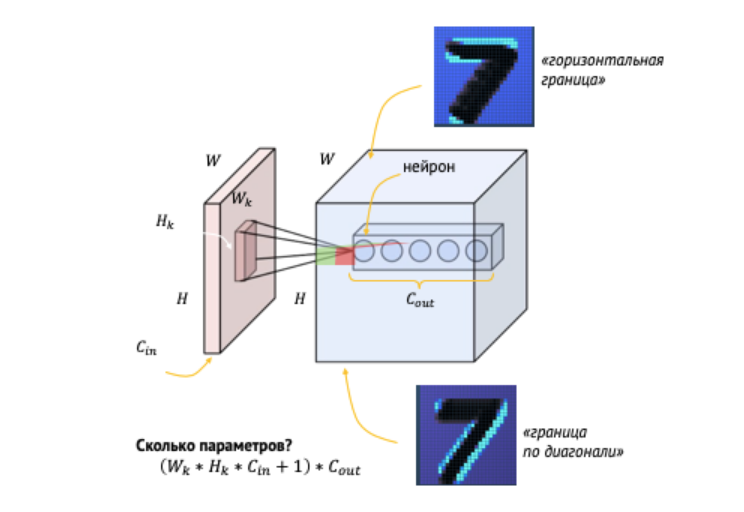 «горизонтальная
граница»
W
W
нейрон
W_k
H_k
H
H
C_out
C_in
«граница
по диагонали»
Сколько параметров?
(W_k * H_k * C_in + 1) * C_out